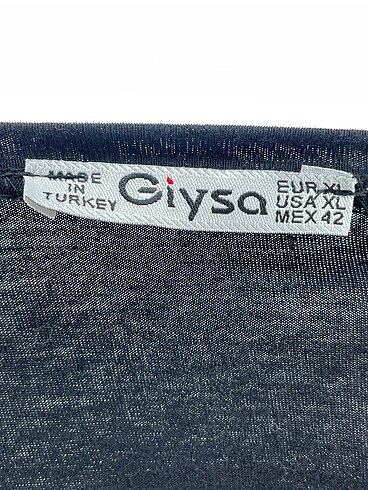 MADE
IN
TURKEY
Giysa
EUR XL
USA XL
MEX 42